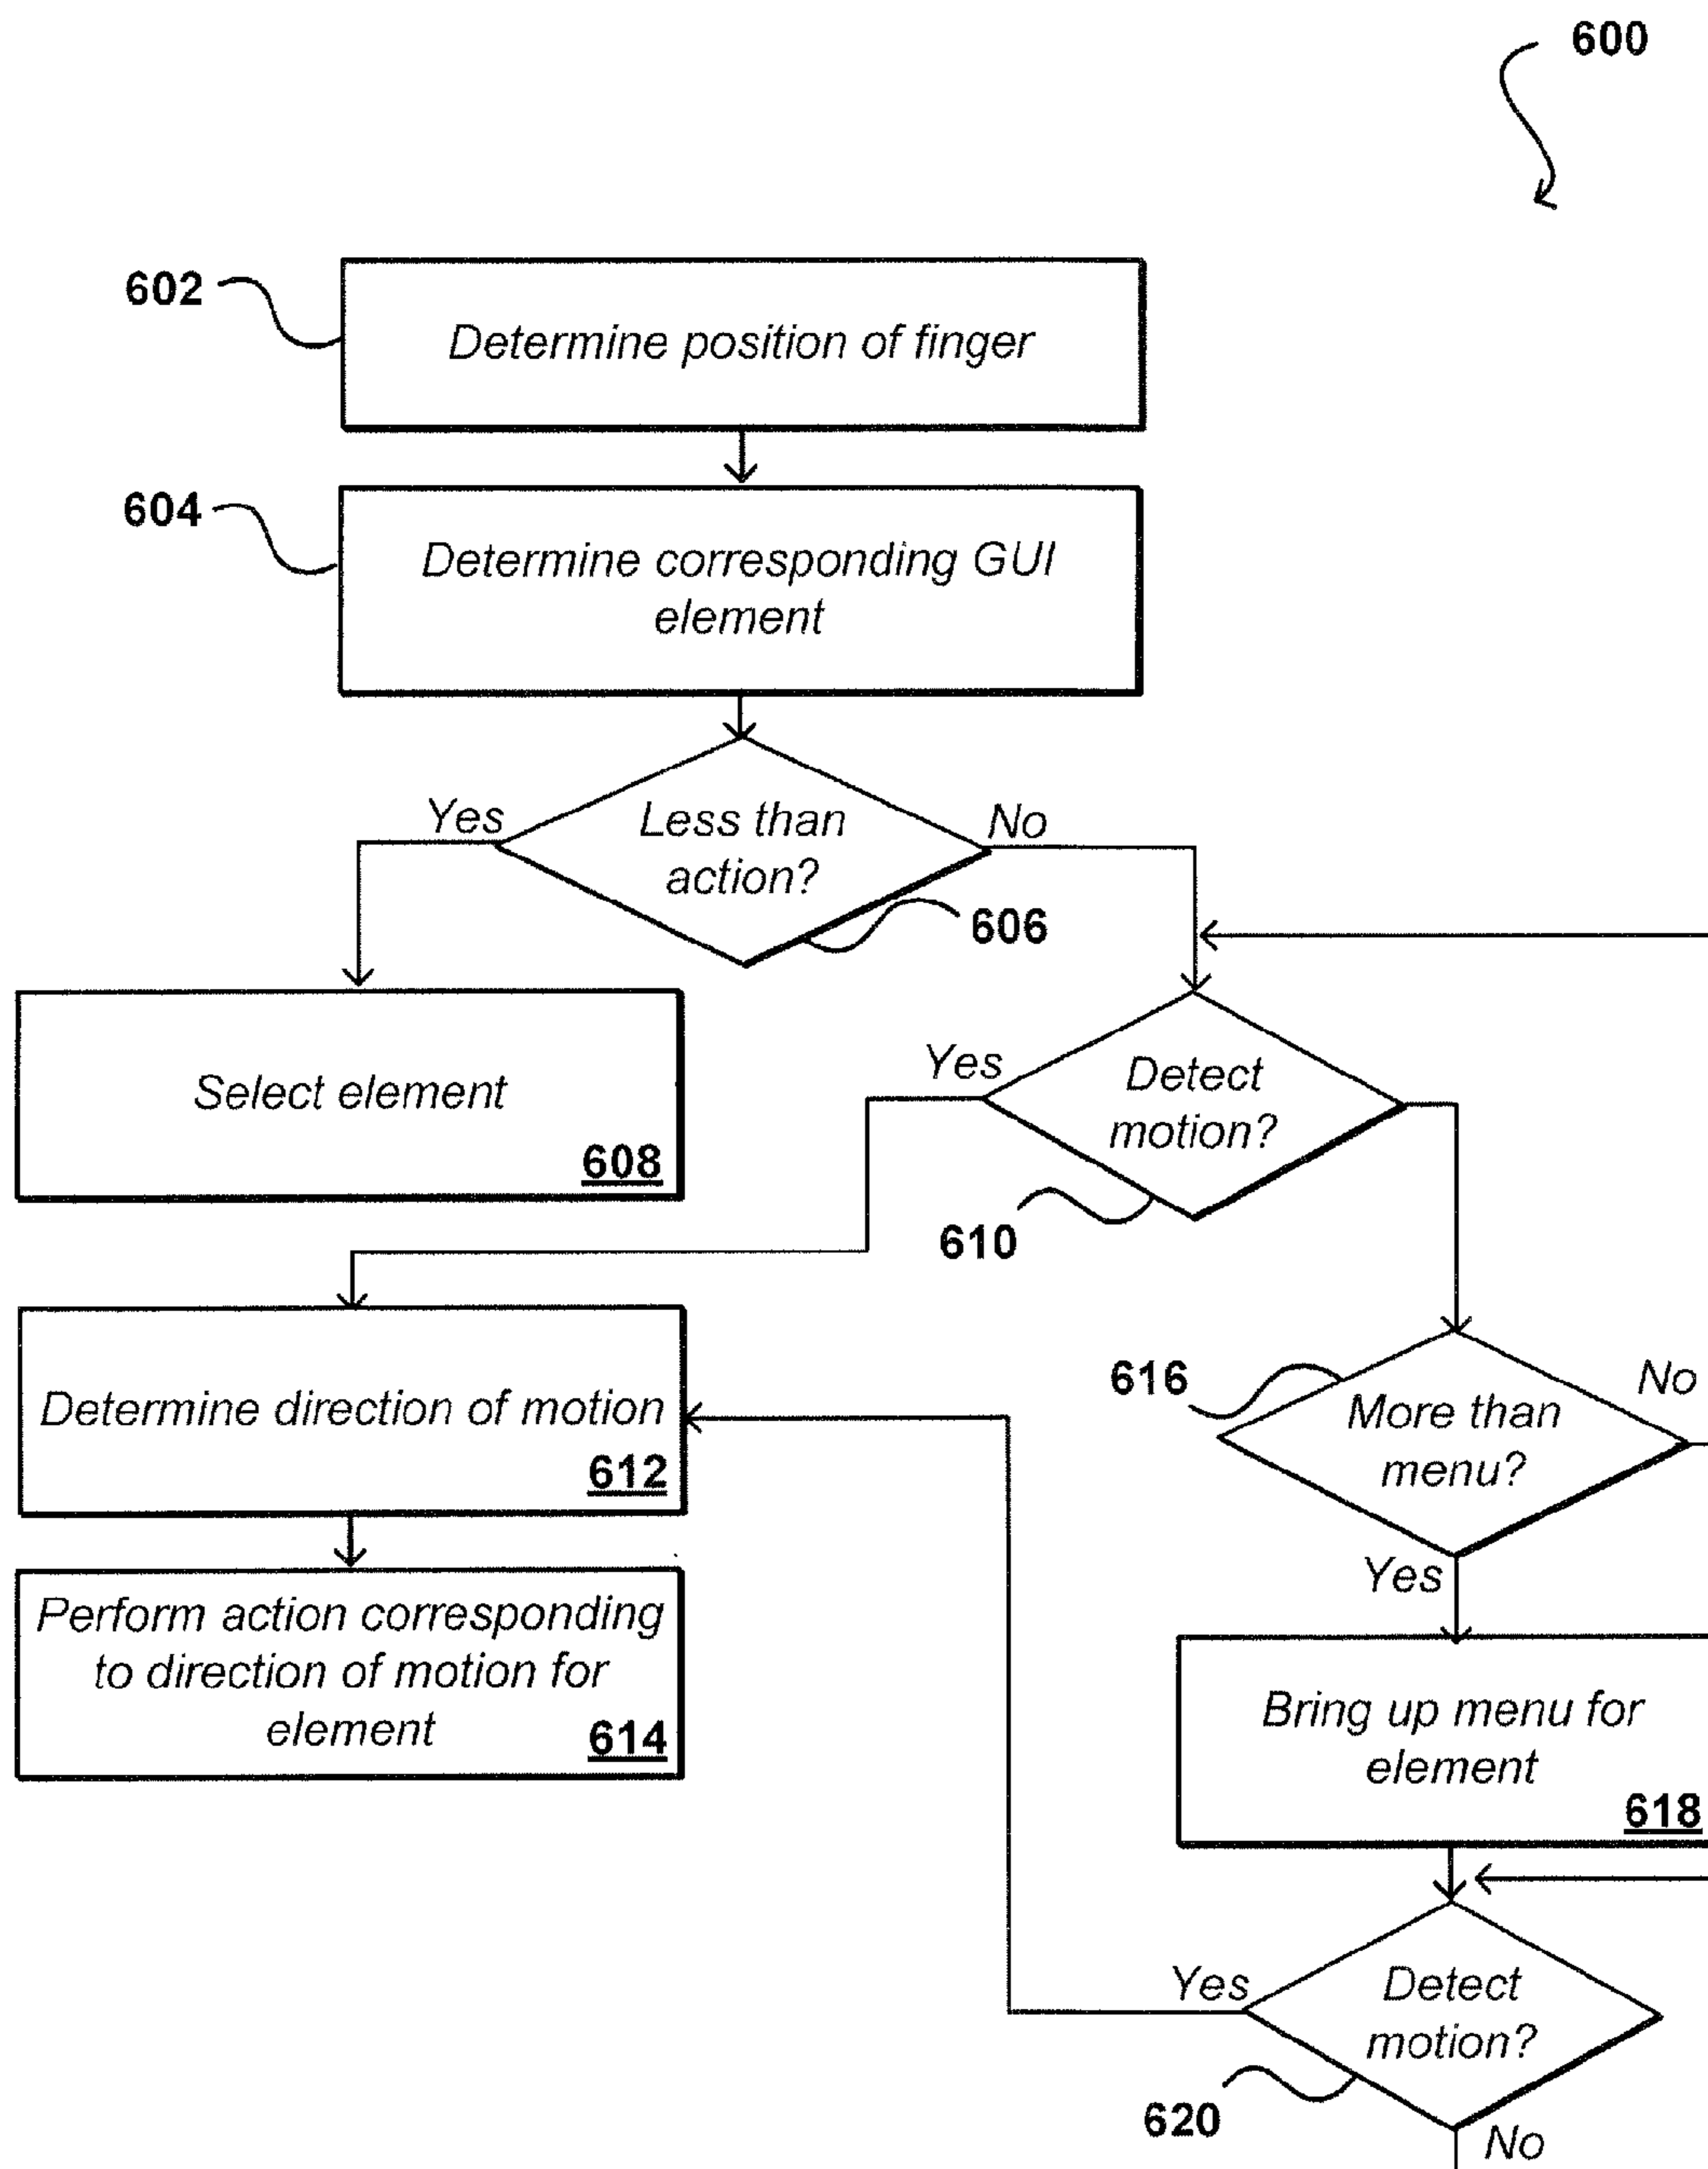 600
602
Determine position of finger
604
Determine corresponding GUI
element
Yes
Less than
action?
No
606
Select element
608
Yes
Detect
motion?
610
Determine direction of motion
612
616
More than
menu?
No
Yes
Perform action corresponding
to direction of motion for
element
614
Bring up menu for
element
618
Yes
Detect
motion?
620
No